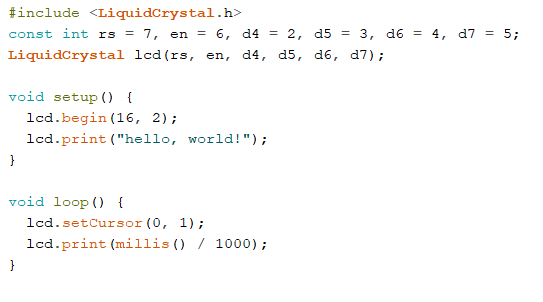 #include <LiquidCrystal.h>
const int rs = 7, en = 6, d4 = 2, d5 = 3, d6 = 4, d7 = 5;
LiquidCrystal lcd(rs, en, d4, d5, d6, d7);

void setup() {
  lcd.begin(16, 2);
  lcd.print("hello, world!");
}

void loop() {
  lcd.setCursor(0, 1);
  lcd.print(millis() / 1000);
}